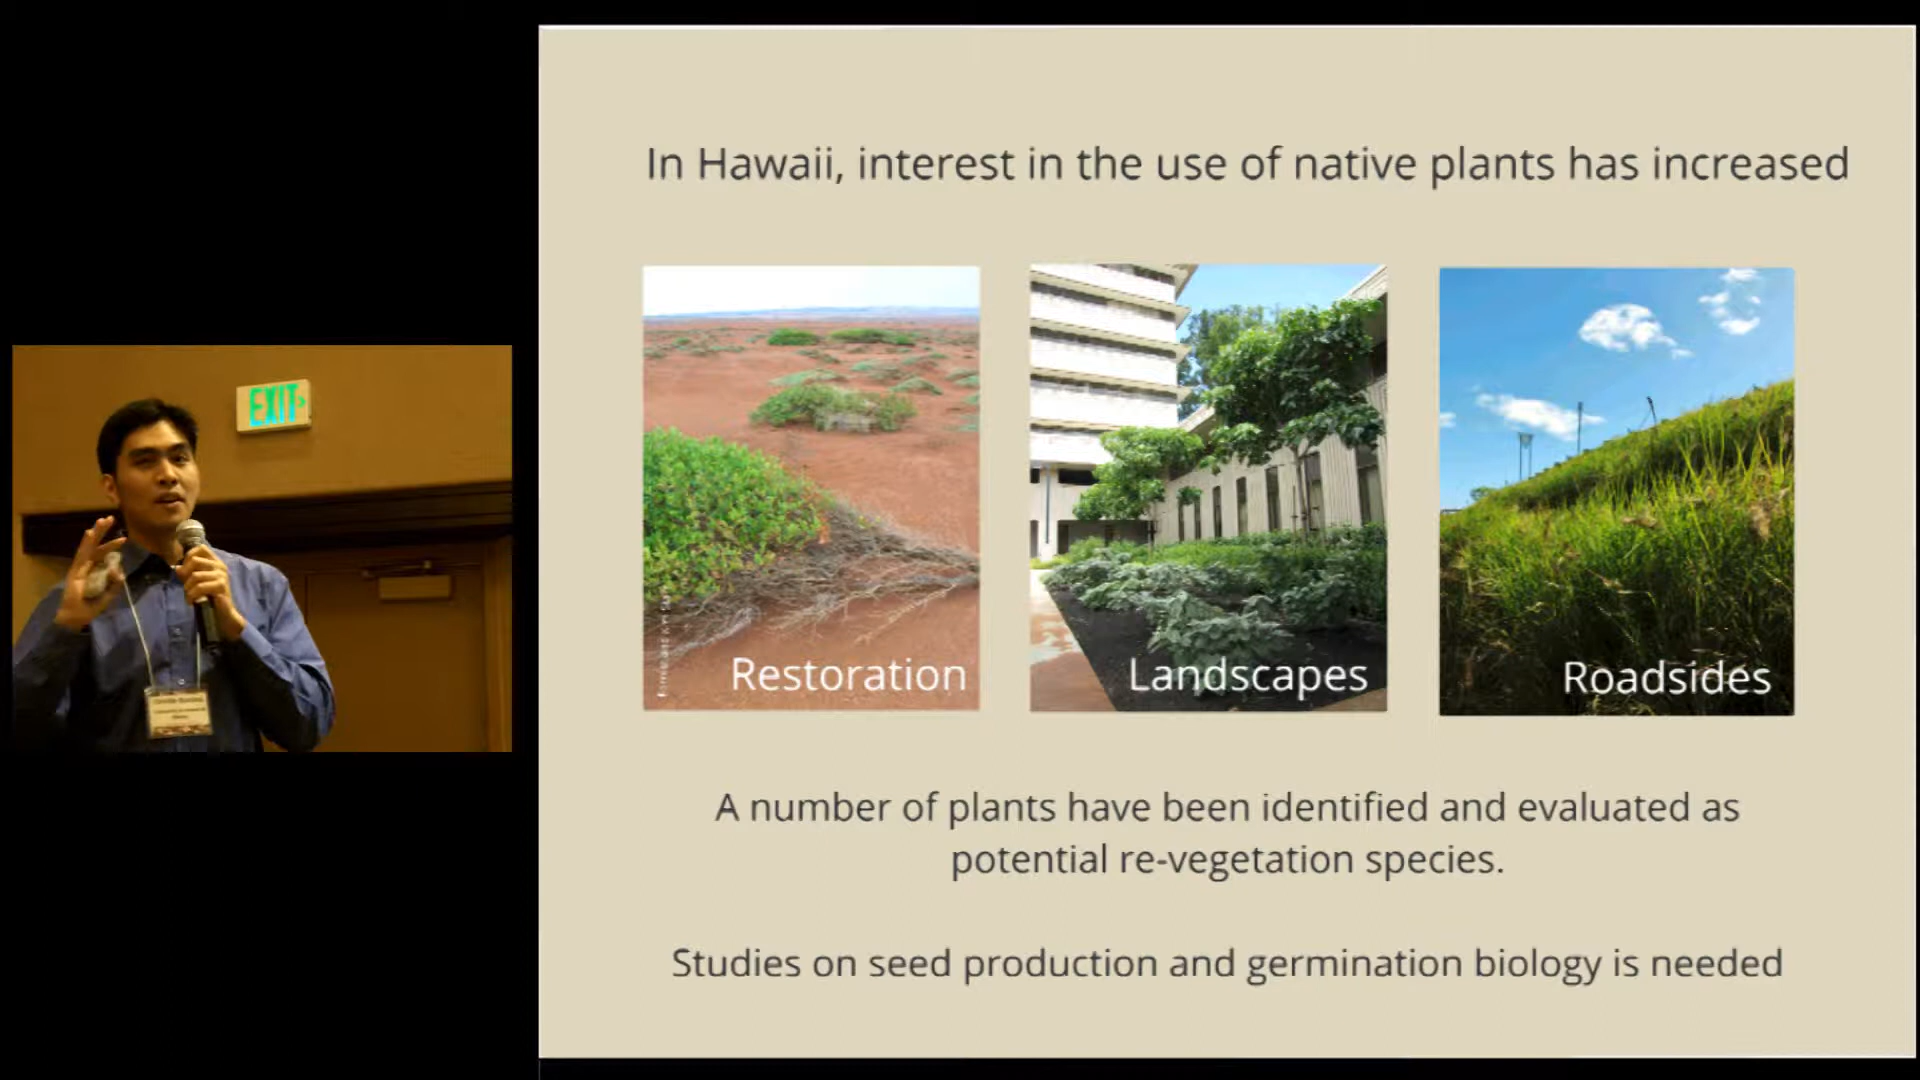 EXIT
In Hawaii, interest in the use of native plants has increased
Restoration
Landscapes
Roadsides
A number of plants have been identified and evaluated as
potential re-vegetation species.
Studies on seed production and germination biology is needed